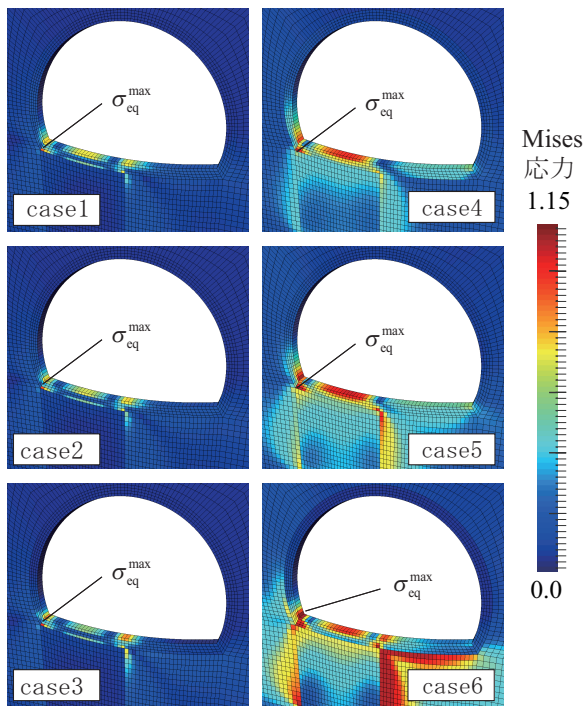 σ_eq^max
case1
σ_eq^max
case4
σ_eq^max
case2
σ_eq^max
case5
σ_eq^max
case3
σ_eq^max
case6
Mises
応力
1.15
0.0